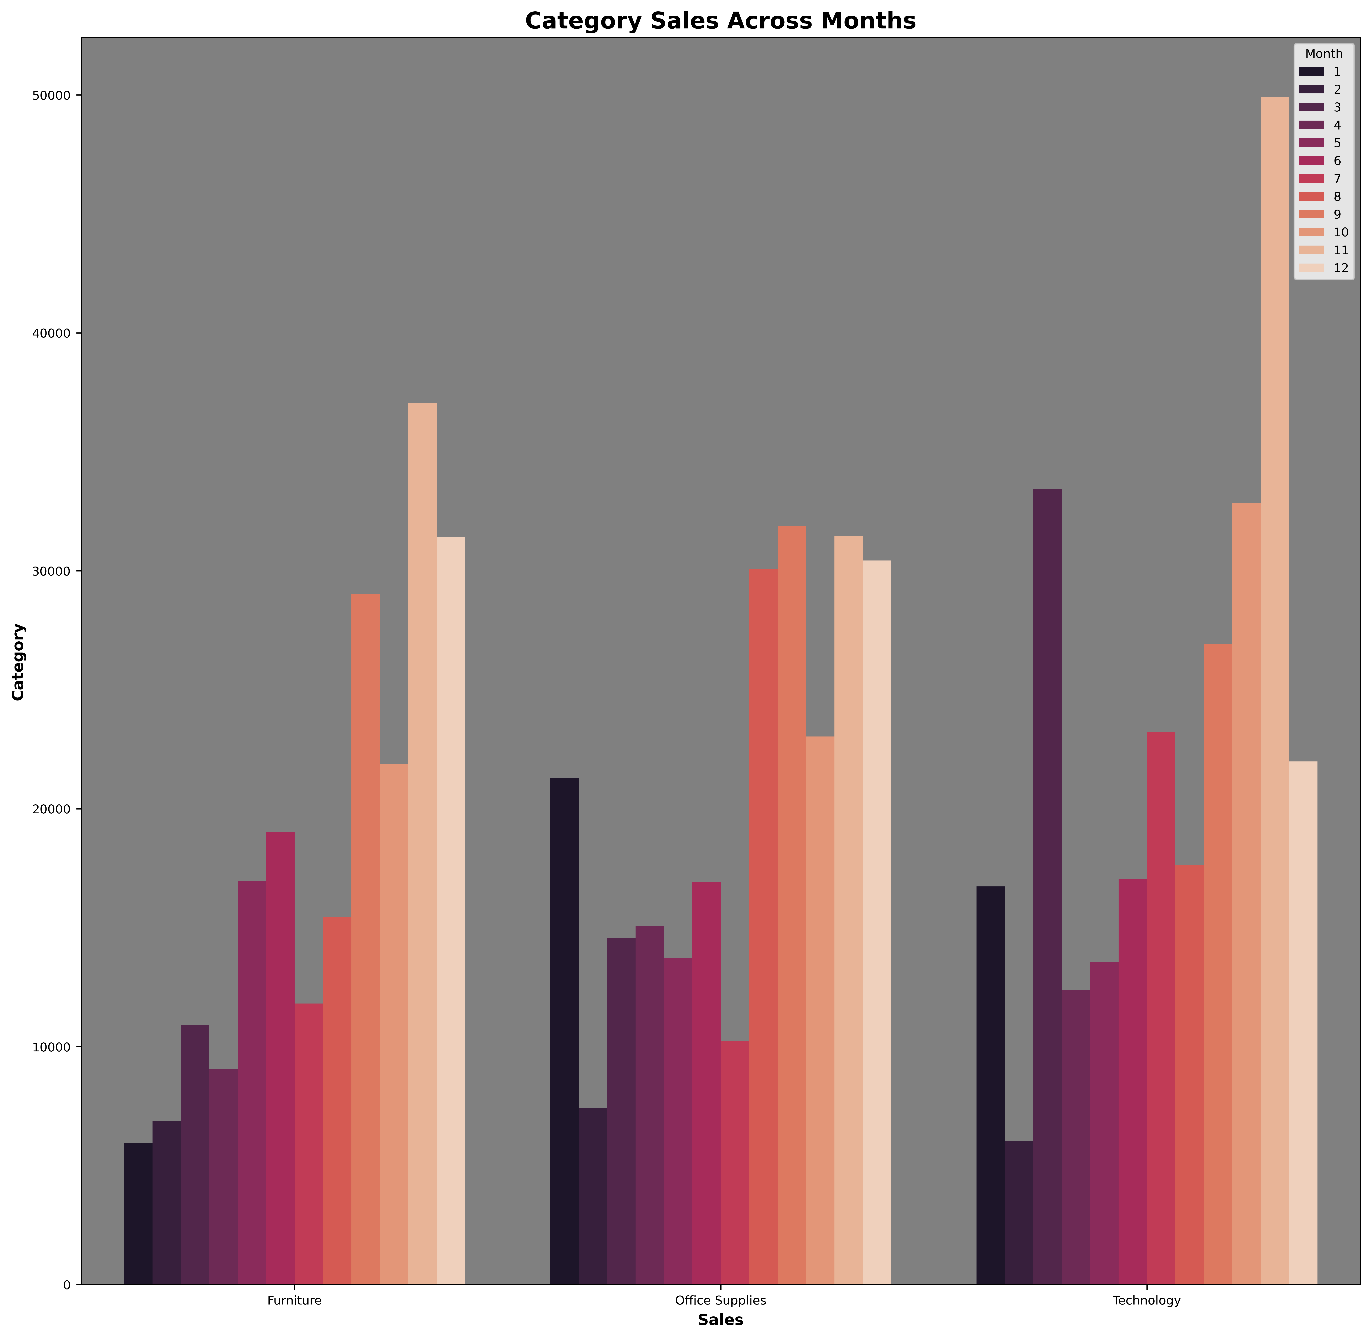 Category Sales Across Months
Month
1
2
3
4
5
6
7
8
9
10
11
12
50000
40000
30000
20000
10000
0
Category
Furniture
Office Supplies
Technology
Sales